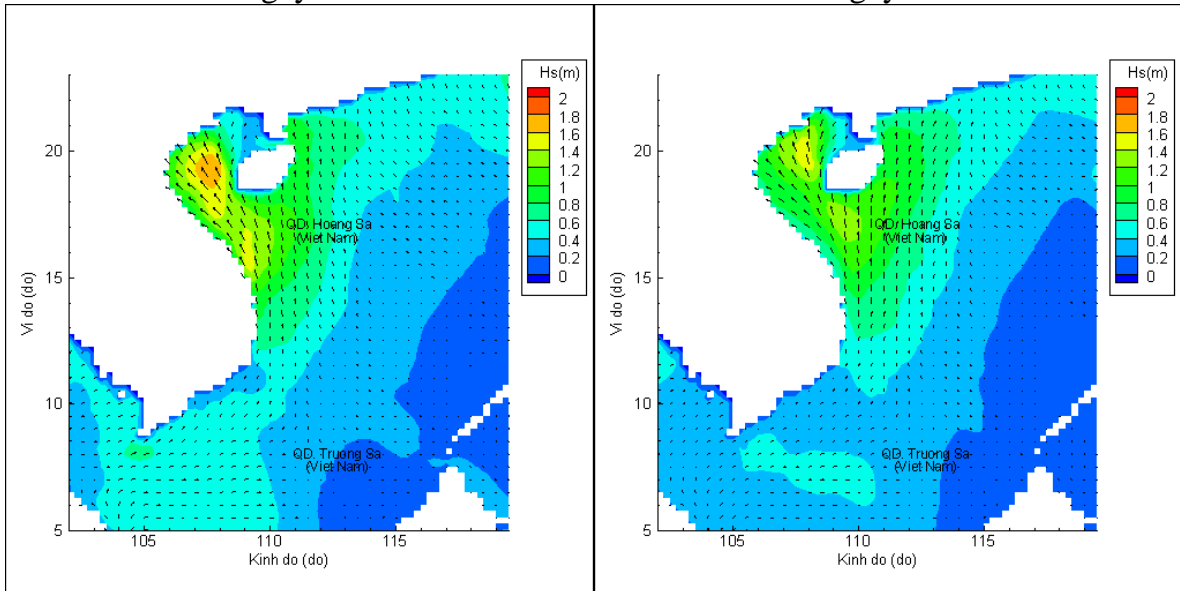 Hs(m)
2
1.8
1.6
1.4
1.2
1
0.8
0.6
0.4
0.2
0
20
15
10
5
Vi do (do)
QD. Hoang Sa
(Viet Nam)
QD. Truong Sa
(Viet Nam)
105
110
115
Kinh do (do)
Hs(m)
2
1.8
1.6
1.4
1.2
1
0.8
0.6
0.4
0.2
0
20
15
10
5
Vi do (do)
QD. Hoang Sa
(Viet Nam)
QD. Truong Sa
(Viet Nam)
105
110
115
Kinh do (do)